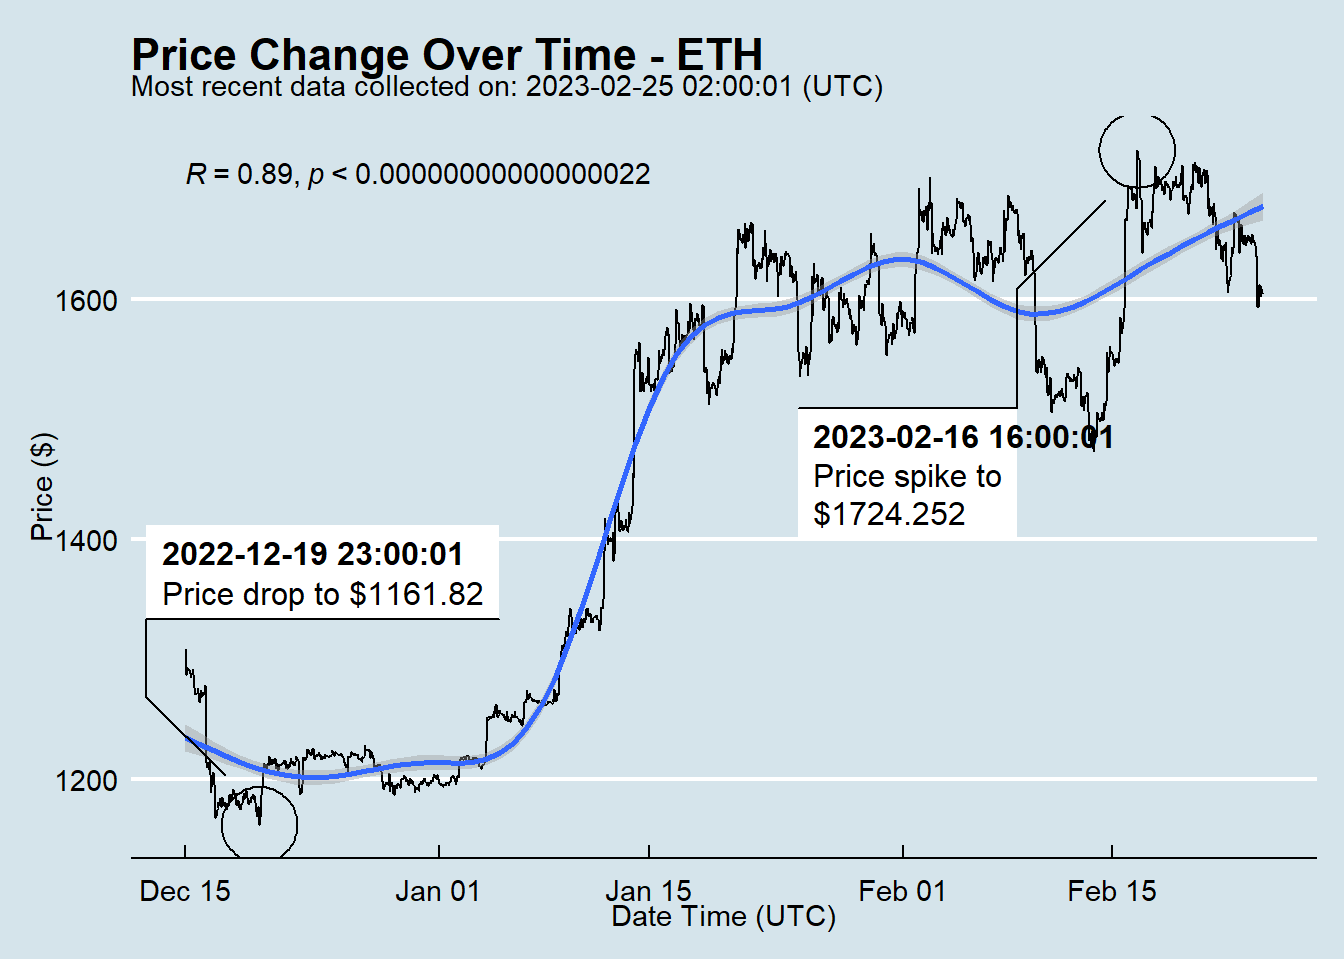 Price Change Over Time - ETH
Most recent data collected on: 2023-02-25 02:00:01 (UTC)
R = 0.89, p < 0.00000000000000022
1600
2023-02-16 16:00:01
Price spike to
$1724.252
Price ($)
1400
2022-12-19 23:00:01
Price drop to $1161.82
1200
Dec 15 Jan 01 Jan 15 Feb 01 Feb 15
Date Time (UTC)